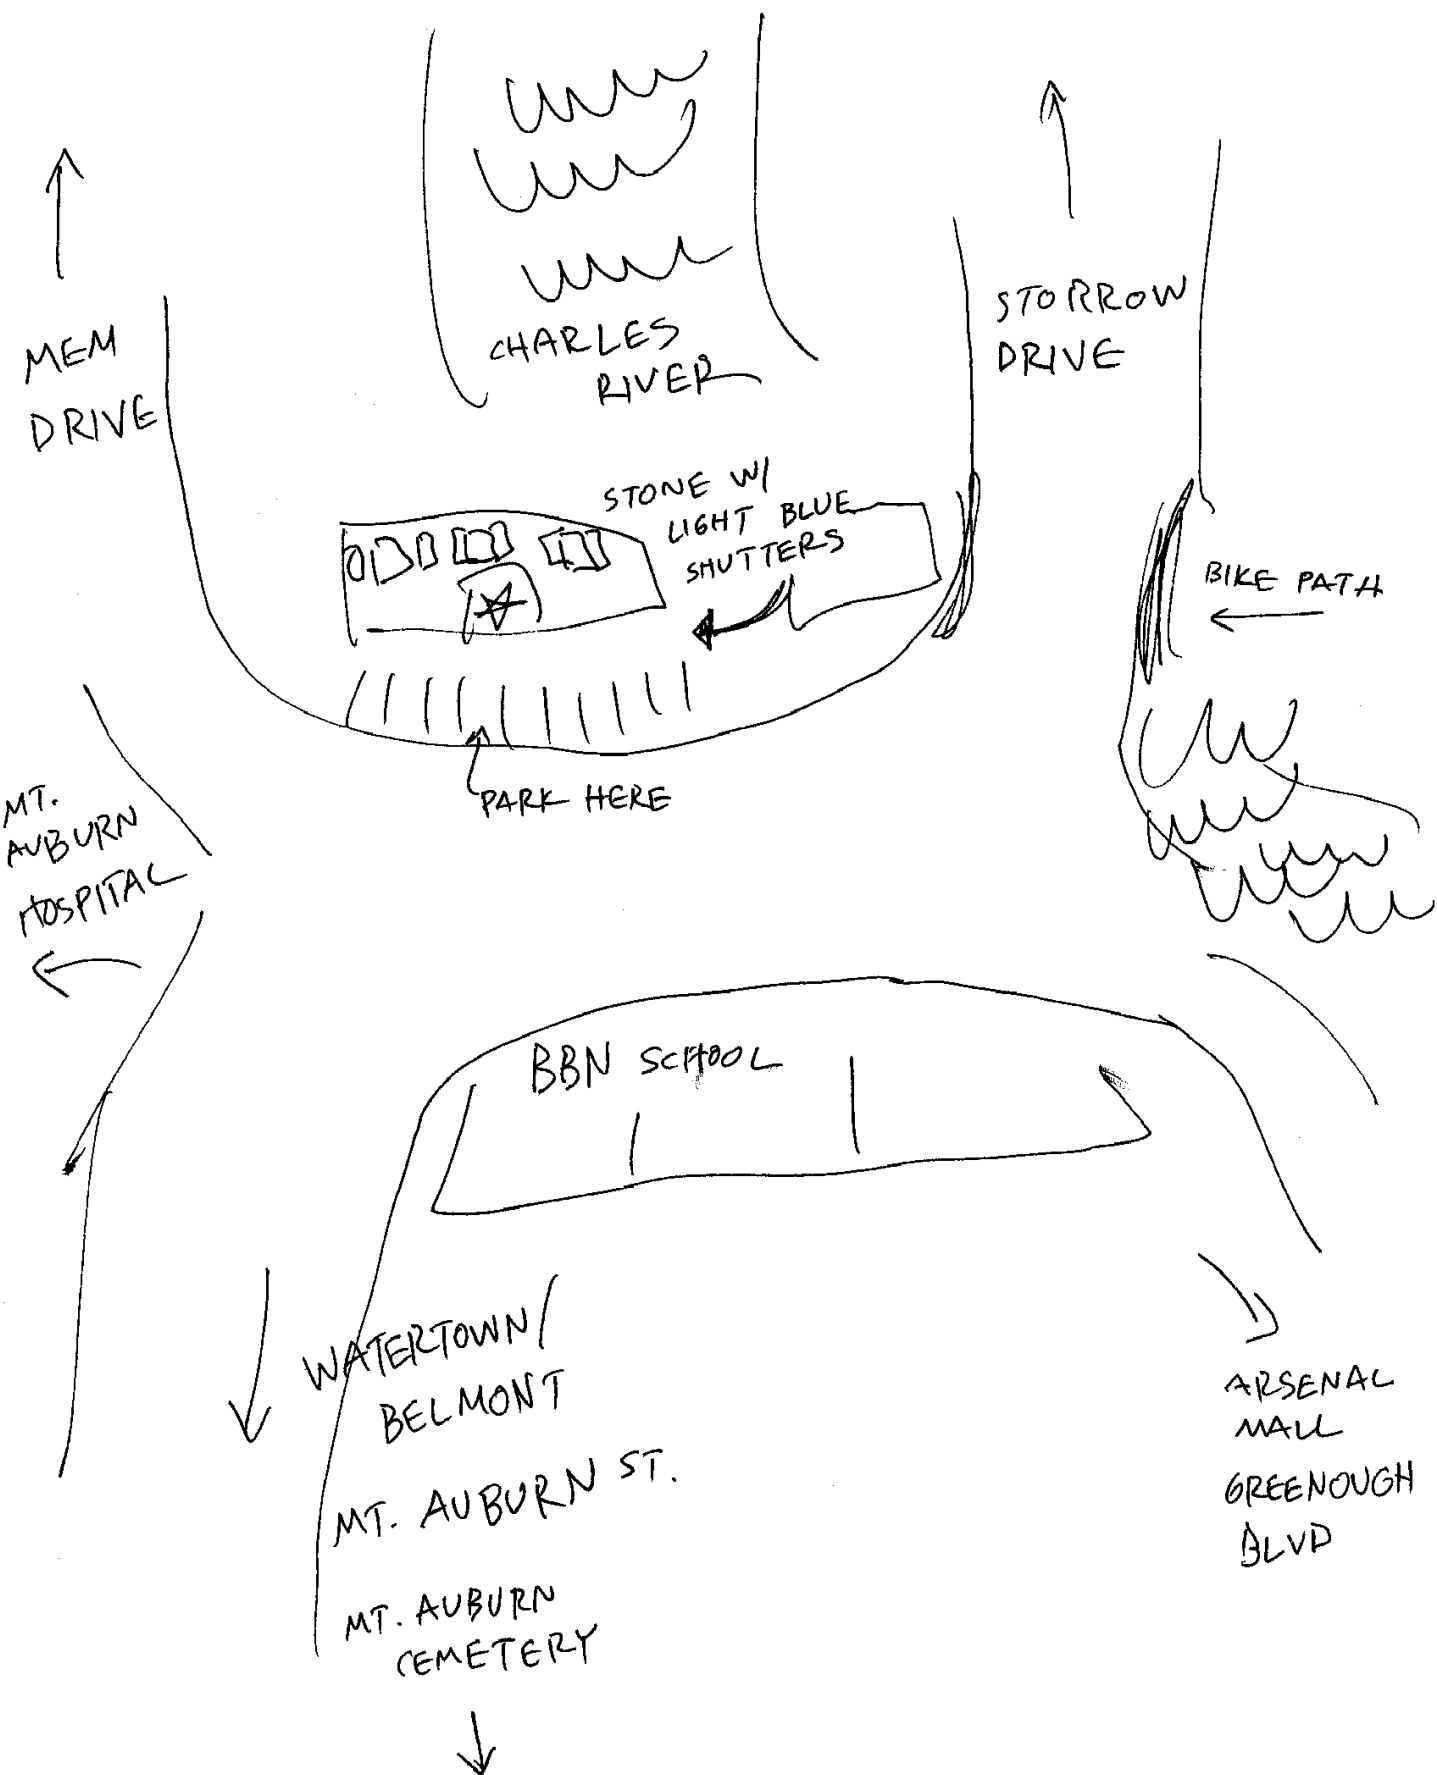 STORROW
DRIVE
MEM
DRIVE
CHARLES
RIVER
STONE W/
LIGHT BLUE
SHUTTERS
BIKE PATH
PARK HERE
MT.
AUBURN
HOSPITAL
BBN SCHOOL
WATERTOWN/
BELMONT
MT. AUBURN ST.
MT. AUBURN
CEMETERY
ARSENAL
MALL
GREENOUGH
BLVD